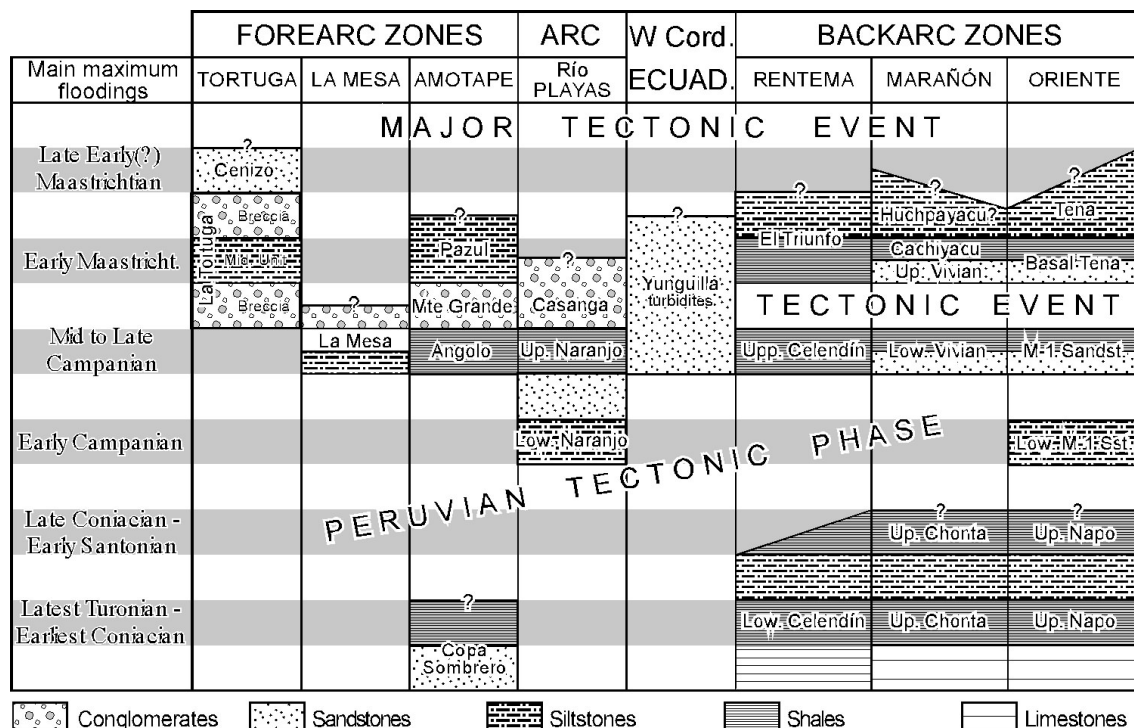 FOREARC ZONES
ARC
W Cord.
BACKARC ZONES
Main maximum
floodings
TORTUGA
LA MESA
AMOTAPE
Río
PLAYAS
ECUAD.
RENTEMA
MARAÑÓN
ORIENTE
MAJOR TECTONIC EVENT
Late Early(?)
Maastrichtian
?
Cenizo
?
?
?
La Tortuga
Breccia
?
?
Huchpayacu?
Tena
Mid. Unit
Pazul
El Triunfo
Early Maastricht.
?
Cachiyacu
Up. Vivian
Basal Tena
Breccia
?
Mte Grande
Casanga
Yunguilla
turbidites
TECTONIC EVENT
Mid to Late
Campanian
La Mesa
Angolo
Up. Naranjo
Upp. Celendín
Low. Vivian
M-1 Sandst.
Early Campanian
Low. Naranjo
Low. M-1 Sst.
PERUVIAN TECTONIC PHASE
Late Coniacian -
Early Santonian
?
Up. Chonta
?
Up. Napo
Latest Turonian -
Earliest Coniacian
?
Low. Celendín
Up. Chonta
Up. Napo
Copa
Sombrero
Conglomerates
Sandstones
Siltstones
Shales
Limestones